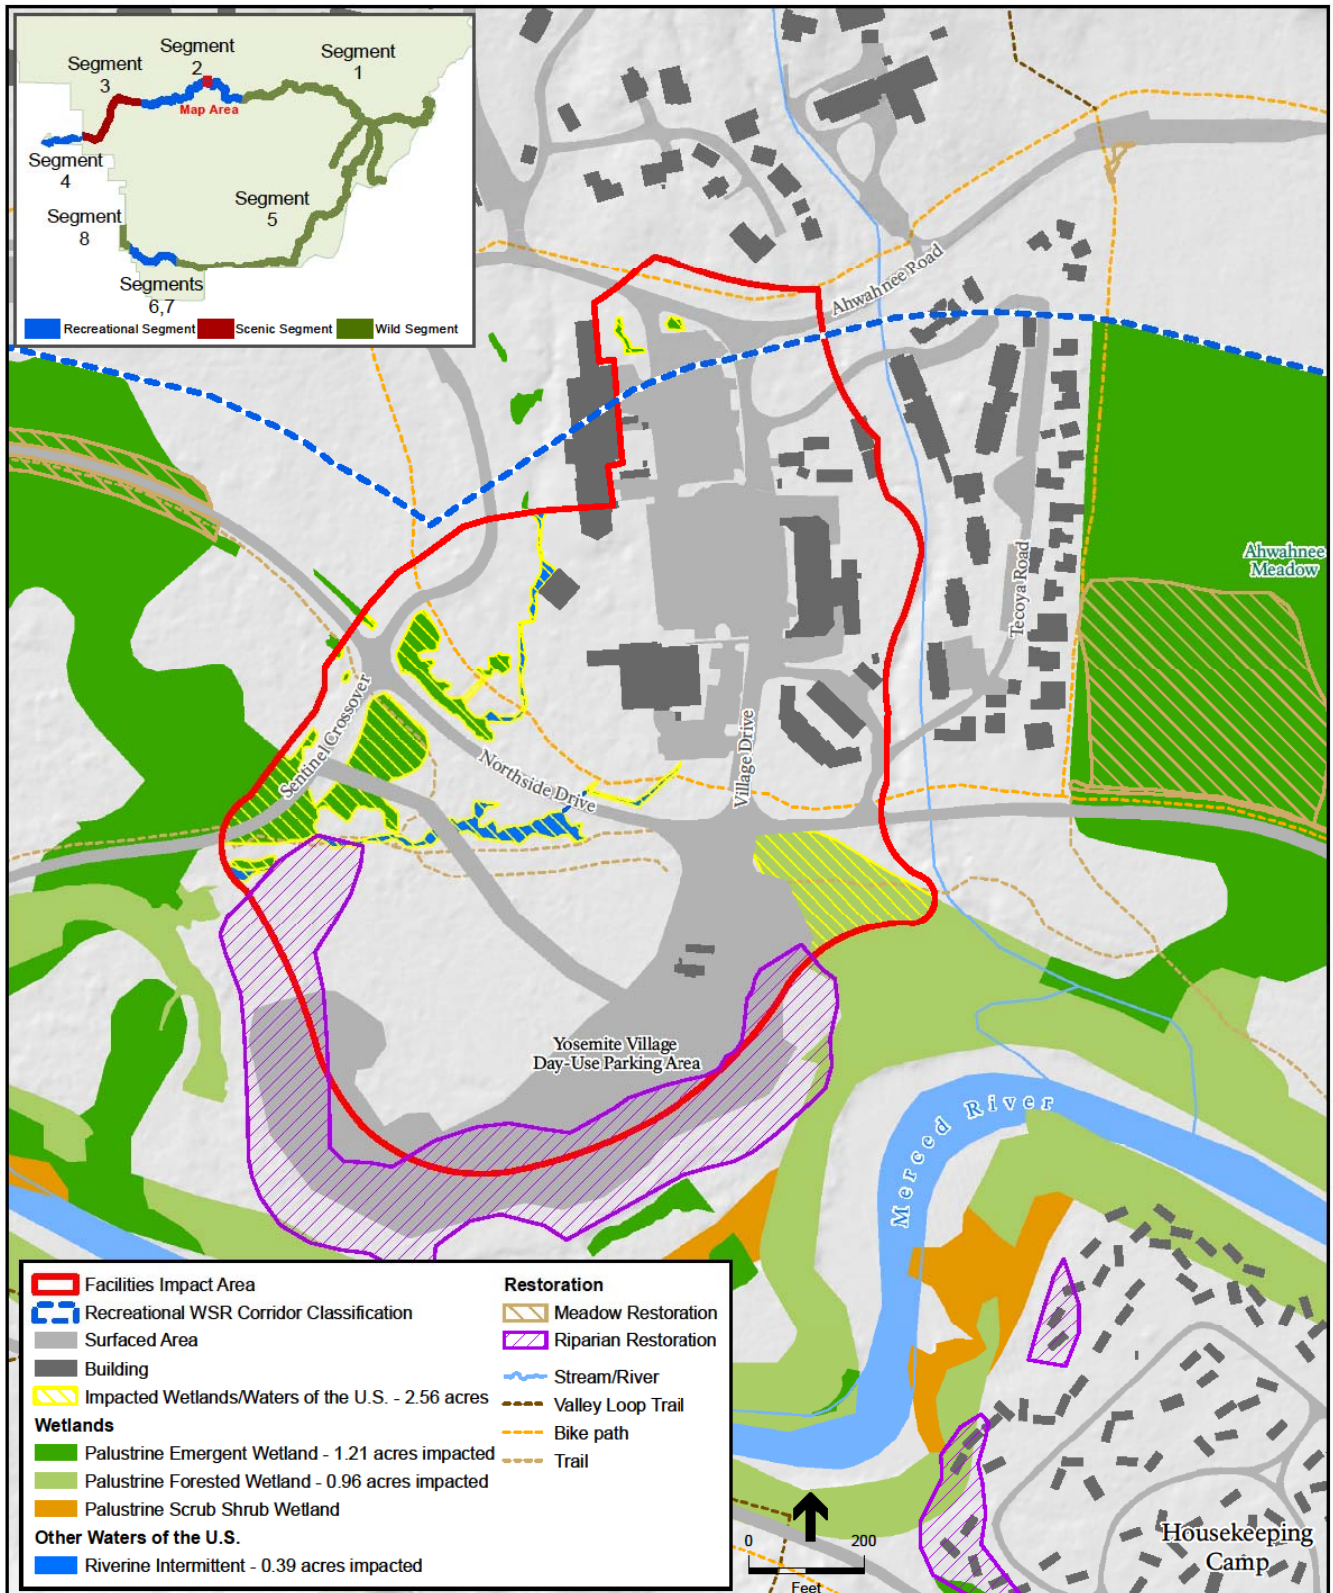 Segment
2
Segment
3
Segment
1
Map Area
Segment
4
Segment
5
Segment
8
Segments
6,7
Recreational Segment
Scenic Segment
Wild Segment
Ahwahnee Road
Ahwahnee
Meadow
Tecoya Road
Sentinel Crossover
Northside Drive
Village Drive
Yosemite Village
Day-Use Parking Area
Merced River
Housekeeping
Camp
Facilities Impact Area
Recreational WSR Corridor Classification
Surfaced Area
Building
Impacted Wetlands/Waters of the U.S. - 2.56 acres
Wetlands
Palustrine Emergent Wetland - 1.21 acres impacted
Palustrine Forested Wetland - 0.96 acres impacted
Palustrine Scrub Shrub Wetland
Other Waters of the U.S.
Riverine Intermittent - 0.39 acres impacted
Restoration
Meadow Restoration
Riparian Restoration
Stream/River
Valley Loop Trail
Bike path
Trail
0 200
Feet